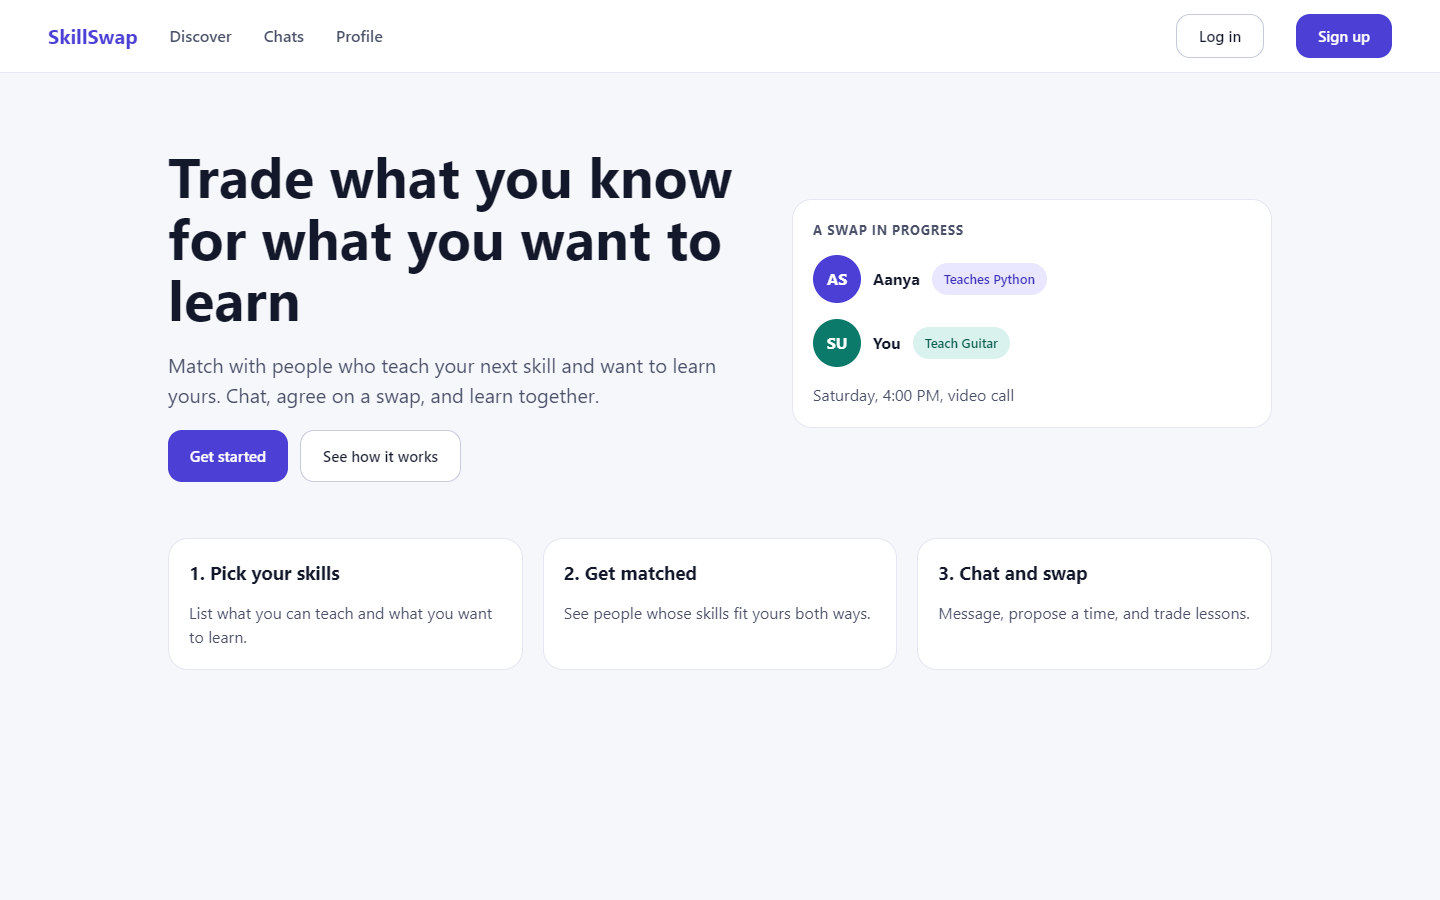 SkillSwap
Discover
Chats
Profile
Log in
Sign up
Trade what you know
for what you want to
learn
Match with people who teach your next skill and want to learn
yours. Chat, agree on a swap, and learn together.
Get started
See how it works
A SWAP IN PROGRESS
AS
Aanya
Teaches Python
SU
You
Teach Guitar
Saturday, 4:00 PM, video call
1. Pick your skills
List what you can teach and what you want
to learn.
2. Get matched
See people whose skills fit yours both ways.
3. Chat and swap
Message, propose a time, and trade lessons.